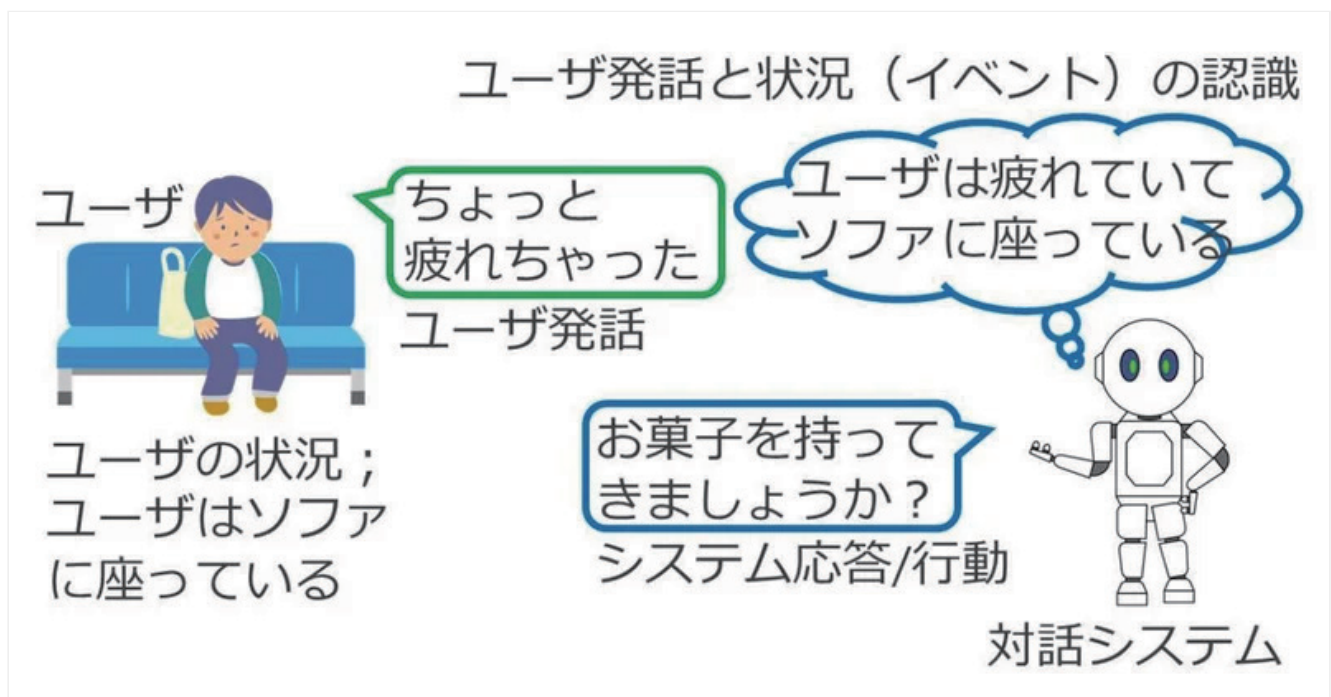 ユーザ発話と状況（イベント）の認識
ユーザ
ちょっと
疲れちゃった
ユーザ発話
ユーザは疲れていて
ソファに座っている
ユーザの状況；
ユーザはソファ
に座っている
お菓子を持って
きましょうか？
システム応答/行動
対話システム